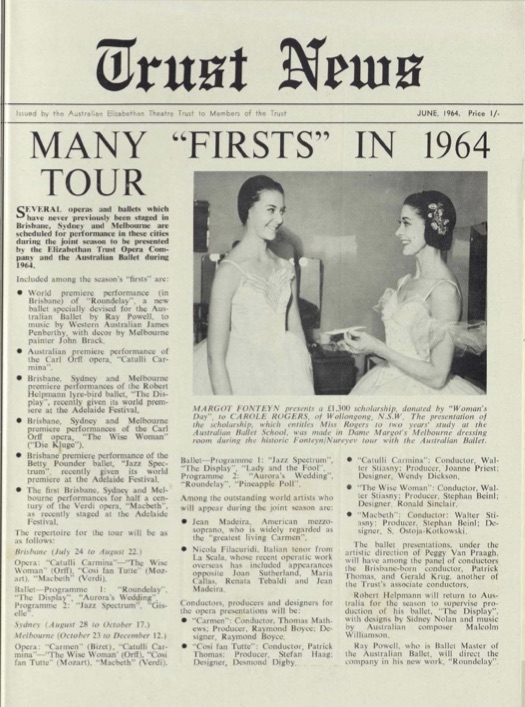 Trust News
Issued by the Australian Elizabethan Theatre Trust to Members of the Trust
JUNE, 1964. Price 1/-
MANY "FIRSTS" IN 1964
TOUR
SEVERAL operas and ballets which
have never previously been staged in
Brisbane, Sydney and Melbourne are
scheduled for performance in these cities
during the joint season to be presented
by the Elizabethan Trust Opera Com-
pany and the Australian Ballet during
1964.
Included among the season's "firsts" are:
● World premiere performance (in
Brisbane) of "Roundelay", a new
ballet specially devised for the Aus-
tralian Ballet by Ray Powell, to
music by Western Australian James
Penberthy, with decor by Melbourne
painter John Brack.
● Australian premiere performance of
the Carl Orff opera, "Catulli Car-
mina".
● Brisbane, Sydney and Melbourne
premiere performances of the Robert
Helpmann lyre-bird ballet, "The Dis-
play", recently given its world prem-
iere at the Adelaide Festival.
● Brisbane, Sydney and Melbourne
premiere performances of the Carl
Orff opera, "The Wise Woman"
("Die Kluge").
● Brisbane premiere performance of the
Betty Pounder ballet, "Jazz Spec-
trum", recently given its world
premiere at the Adelaide Festival.
● The first Brisbane, Sydney and Mel-
bourne performances for half a cen-
tury of the Verdi opera, "Macbeth",
as recently staged at the Adelaide
Festival.
The repertoire for the tour will be as
as follows:
Brisbane (July 24 to August 22.)
Opera: "Catulli Carmina"—"The Wise
Woman" (Orff), "Cosi fan Tutte" (Moz-
art), "Macbeth" (Verdi).
Ballet—Programme 1: "Roundelay",
"The Display", "Aurora's Wedding".
Programme 2: "Jazz Spectrum", "Gis-
elle".
Sydney (August 28 to October 17.)
Melbourne (October 23 to December 12.)
Opera: "Carmen" (Bizet), "Catulli Car-
mina"—"The Wise Woman" (Orff), "Cosi
fan Tutte" (Mozart), "Macbeth" (Verdi).
MARGOT FONTEYN presents a £1,300 scholarship, donated by "Woman's
Day", to CAROLE ROGERS, of Wollongong, N.S.W. The presentation
of the scholarship, which entitles Miss Rogers to two years' study at the
Australian Ballet School, was made in Dame Margot's Melbourne dressing
room during the historic Fonteyn/Nureyev tour with the Australian Ballet.
Ballet—Programme 1: "Jazz Spectrum",
"The Display", "Lady and the Fool".
Programme 2: "Aurora's Wedding",
"Roundelay", "Pineapple Poll".
Among the outstanding world artists who
will appear during the joint season are:
● Jean Madeira, American mezzo-
soprano, who is widely regarded as
the "greatest living Carmen".
● Nicola Filacuridi, Italian tenor from
La Scala, whose recent operatic work
overseas has included appearances
opposite Joan Sutherland, Maria
Callas, Renata Tebaldi and Jean
Madeira.
Conductors, producers and designers for
the opera presentations will be:
● "Carmen": Conductor, Thomas Math-
ews; Producer, Raymond Boyce; De-
signer, Raymond Boyce.
● "Cosi fan Tutte": Conductor, Patrick
Thomas; Producer, Stefan Haag;
Designer, Desmond Digby.
● "Catulli Carmina": Conductor, Wal-
ter Stiasny; Producer, Joanne Priest;
Designer, Wendy Dickson.
● "The Wise Woman": Conductor, Wal-
ter Stiasny; Producer, Stephan Beinl;
Designer, Ronald Sinclair.
● "Macbeth": Conductor: Walter Sti-
asny; Producer, Stephan Beinl; De-
signer, S. Ostoja-Kotkowski.
The ballet presentations, under the
artistic direction of Peggy Van Praagh,
will have among the panel of conductors
the Brisbane-born conductor, Patrick
Thomas, and Gerald Krug, another of
the Trust's associate conductors.
Robert Helpmann will return to Aus-
tralia for the season to supervise pro-
duction of his ballet, "The Display",
with designs by Sidney Nolan and music
by Australian composer Malcolm
Williamson.
Ray Powell, who is Ballet Master of
the Australian Ballet, will direct the
company in his new work, "Roundelay".